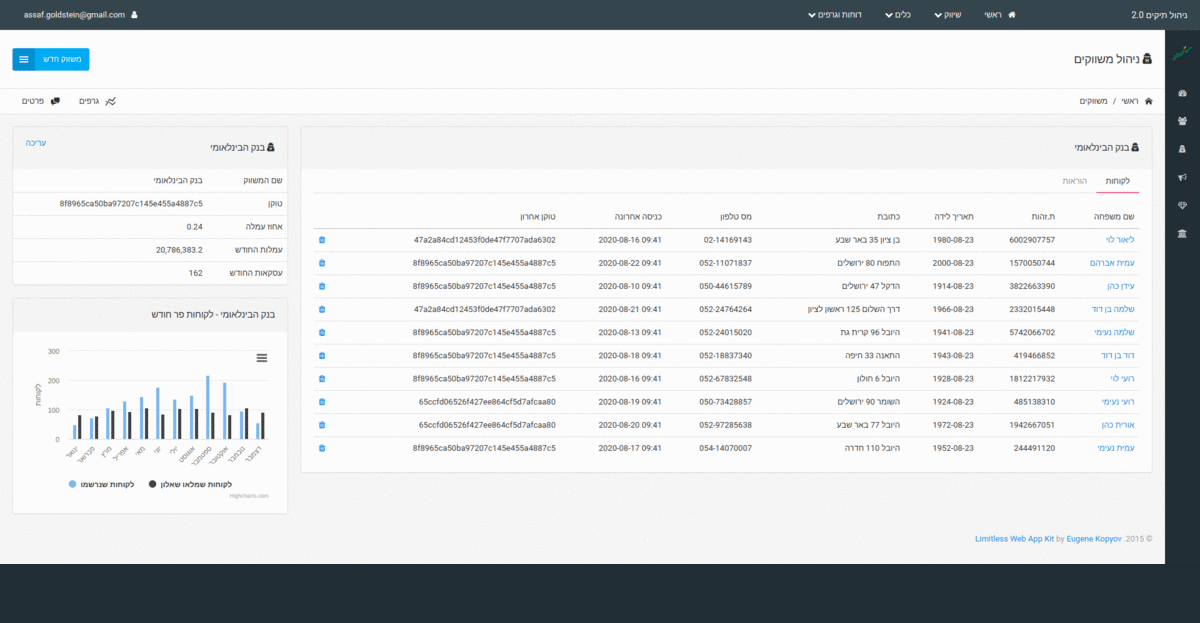 ניהול תיקים 2.0
ראשי
שיווק
כלים
דוחות וגרפים
assaf.goldstein@gmail.com
ניהול משווקים
משווק חדש
ראשי / משווקים
גרפים
פרטים
בנק הבינלאומי
לקוחות
הוראות
שם משפחה ת.זהות תאריך לידה כתובת מס טלפון כניסה אחרונה טוקן אחרון
ליאור לוי 6002907757 1980-08-23 בן ציון 35 באר שבע 02-14169143 2020-08-16 09:41 47a2a84cd12453f0de47f7707ada6302
עמית אברהם 1570050744 2000-08-23 התפוח 80 ירושלים 052-11071837 2020-08-22 09:41 8f8965ca50ba97207c145e455a4887c5
עידן כהן 3822663390 1914-08-23 הדקל 47 ירושלים 050-44615789 2020-08-10 09:41 8f8965ca50ba97207c145e455a4887c5
שלמה בן דוד 2332015448 1966-08-23 דרך השלום 125 ראשון לציון 052-24764264 2020-08-21 09:41 47a2a84cd12453f0de47f7707ada6302
שלמה נעימי 5742066702 1941-08-23 היובל 96 קרית גת 052-24015020 2020-08-13 09:41 8f8965ca50ba97207c145e455a4887c5
דוד בן דוד 419466852 1943-08-23 התאנה 33 חיפה 052-18837340 2020-08-18 09:41 8f8965ca50ba97207c145e455a4887c5
רועי לוי 1812217932 1928-08-23 היובל 6 חולון 052-67832548 2020-08-16 09:41 8f8965ca50ba97207c145e455a4887c5
רועי נעימי 485138310 1924-08-23 השומר 90 ירושלים 050-73428857 2020-08-19 09:41 65ccfd06526f427ee864cf5d7afcaa80
אורית כהן 1942667051 1972-08-23 היובל 77 באר שבע 052-97285638 2020-08-20 09:41 65ccfd06526f427ee864cf5d7afcaa80
עמית נעימי 244491120 1952-08-23 היובל 110 חדרה 054-14070007 2020-08-17 09:41 8f8965ca50ba97207c145e455a4887c5
בנק הבינלאומי
עריכה
שם המשווק בנק הבינלאומי
טוקן 8f8965ca50ba97207c145e455a4887c5
אחוז עמלה 0.24
עמלות החודש 20,786,383.2
עסקאות החודש 162
בנק הבינלאומי - לקוחות פר חודש
לקוחות
300
200
100
0
ינואר
פברואר
מרץ
אפריל
מאי
יוני
יולי
אוגוסט
ספטמבר
אוקטובר
נובמבר
דצמבר
לקוחות שנרשמו
לקוחות שמלאו שאלון
Highcharts.com
© 2015. Limitless Web App Kit by Eugene Kopyov